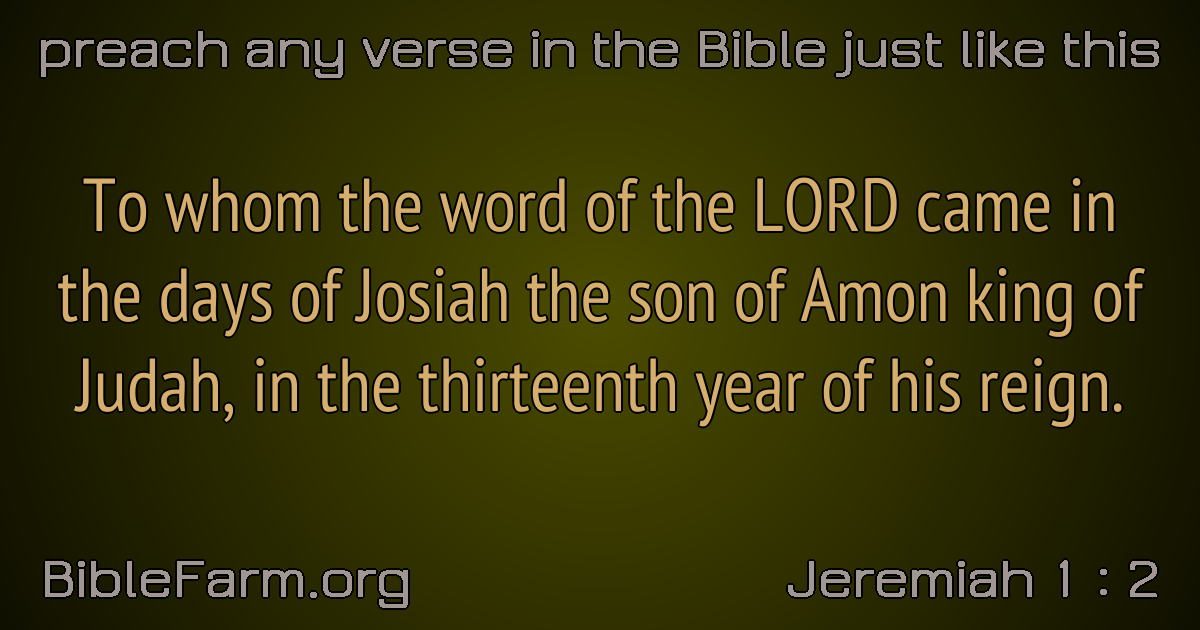 preach any verse in the Bible just like this
To whom the word of the LORD came in
the days of Josiah the son of Amon king of
Judah, in the thirteenth year of his reign.
BibleFarm.org
Jeremiah 1 : 2